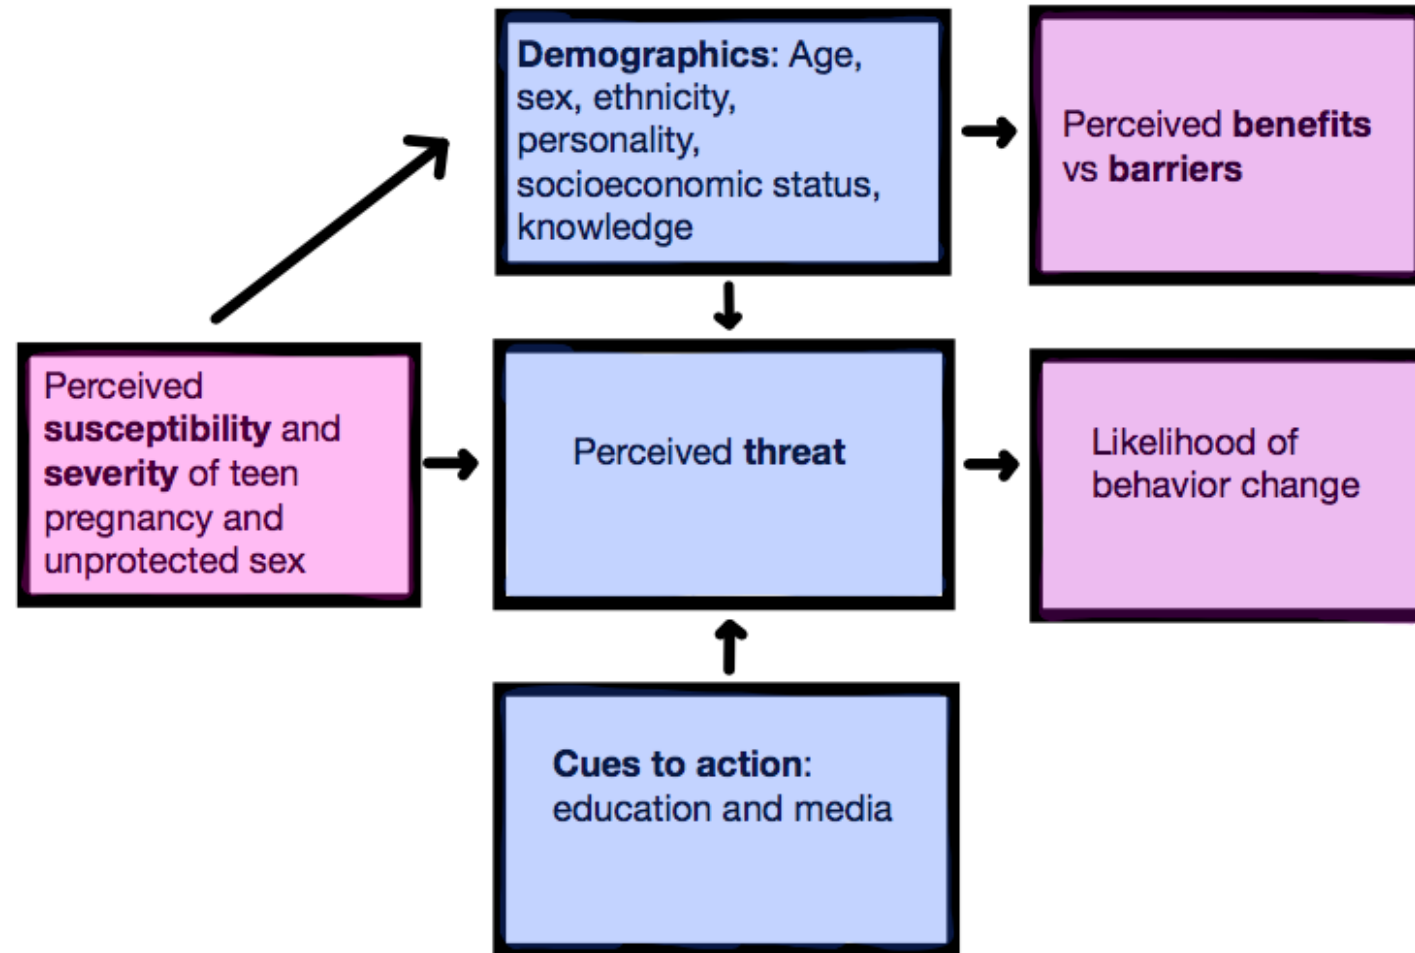 Demographics: Age,
sex, ethnicity,
personality,
socioeconomic status,
knowledge
Perceived benefits
vs barriers
Perceived
susceptibility and
severity of teen
pregnancy and
unprotected sex
Perceived threat
Likelihood of
behavior change
Cues to action:
education and media